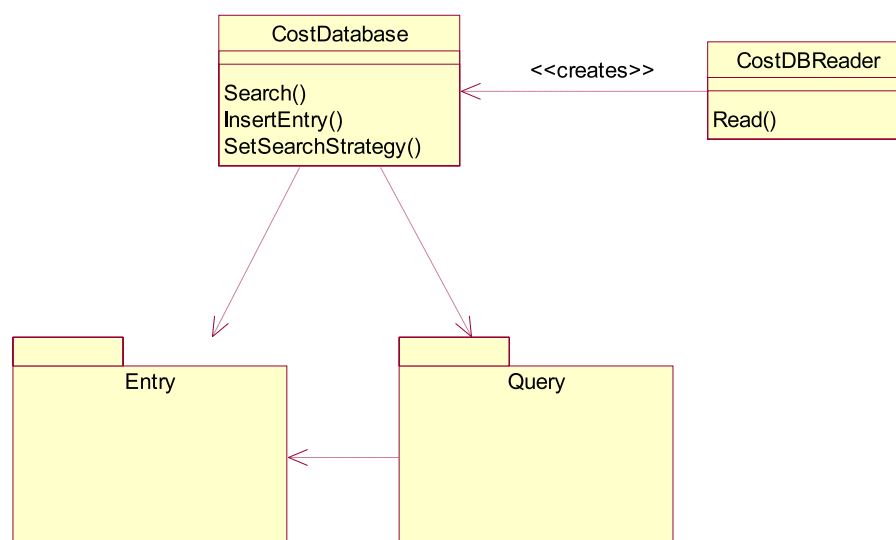 CostDatabase
Search()
InsertEntry()
SetSearchStrategy()
<<creates>>
CostDBReader
Read()
Entry
Query